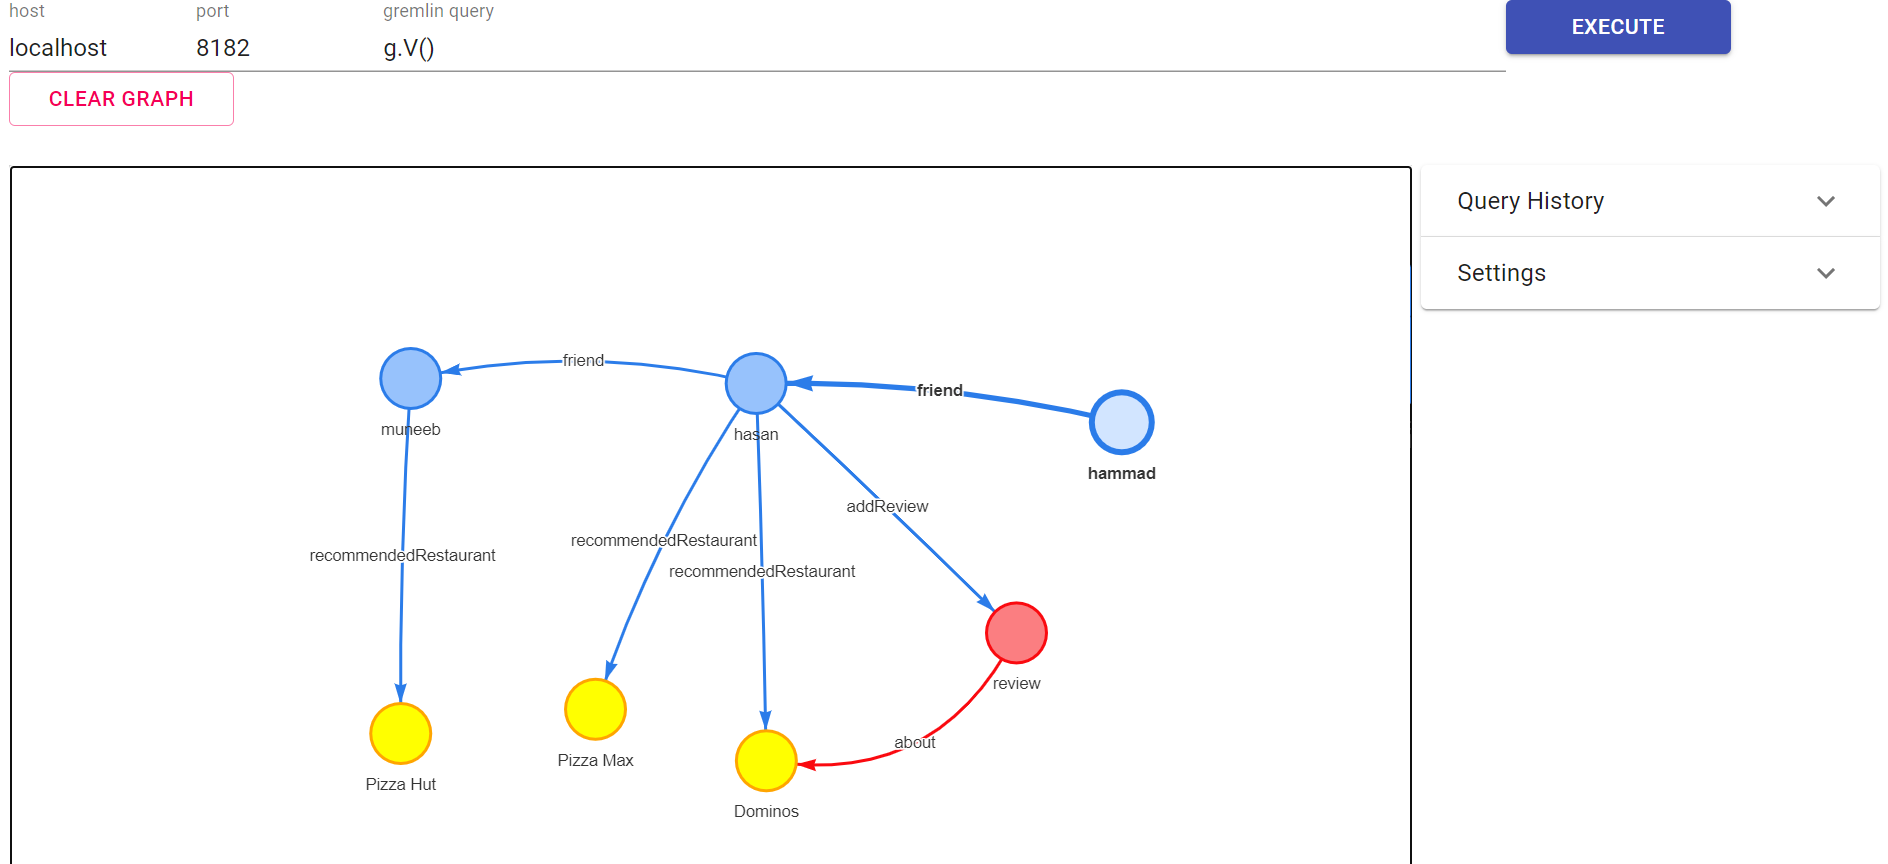 host port gremlin query
localhost 8182 g.V()
EXECUTE
CLEAR GRAPH
Query History
Settings
friend
friend
muneeb
hasan
hammad
addReview
recommendedRestaurant
recommendedRestaurant
recommendedRestaurant
review
about
Pizza Max
Pizza Hut
Dominos